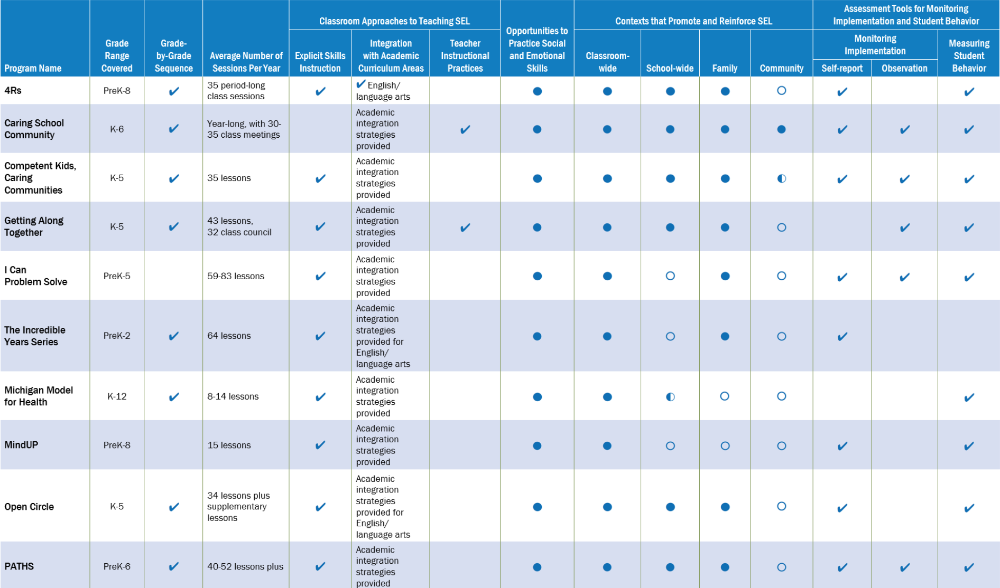 Classroom Approaches to Teaching SEL
Contexts that Promote and Reinforce SEL
Assessment Tools for Monitoring
Implementation and Student Behavior
Program Name
Grade
Range
Covered
Grade-
by-Grade
Sequence
Average Number of
Sessions Per Year
Explicit Skills
Instruction
Integration
with Academic
Curriculum Areas
Teacher
Instructional
Practices
Opportunities to
Practice Social
and Emotional
Skills
Classroom-
wide
School-wide
Family
Community
Monitoring
Implementation
Self-report
Observation
Measuring
Student
Behavior
4Rs
PreK-8
✔
35 period-long
class sessions
✔
✔ English/
language arts
●
●
●
●
○
✔
✔
Caring School
Community
K-6
✔
Year-long, with 30-
35 class meetings
Academic
integration
strategies
provided
✔
●
●
●
●
●
✔
✔
✔
Competent Kids,
Caring
Communities
K-5
✔
35 lessons
✔
Academic
integration
strategies
provided
●
●
●
●
◐
✔
✔
✔
Getting Along
Together
K-5
✔
43 lessons,
32 class council
✔
Academic
integration
strategies
provided
✔
●
●
●
●
○
✔
✔
I Can
Problem Solve
PreK-5
59-83 lessons
✔
Academic
integration
strategies
provided
●
●
○
●
○
✔
✔
✔
The Incredible
Years Series
PreK-2
✔
64 lessons
✔
Academic
integration
strategies
provided for
English/
language arts
●
●
○
●
○
✔
Michigan Model
for Health
K-12
✔
8-14 lessons
✔
Academic
integration
strategies
provided
●
●
◐
○
○
✔
MindUP
PreK-8
15 lessons
✔
Academic
integration
strategies
provided
●
●
○
○
○
✔
✔
Open Circle
K-5
✔
34 lessons plus
supplementary
lessons
✔
Academic
integration
strategies
provided for
English/
language arts
●
●
●
●
○
✔
✔
PATHS
PreK-6
✔
40-52 lessons plus
✔
Academic
integration
strategies
provided
●
●
●
●
○
✔
✔
✔